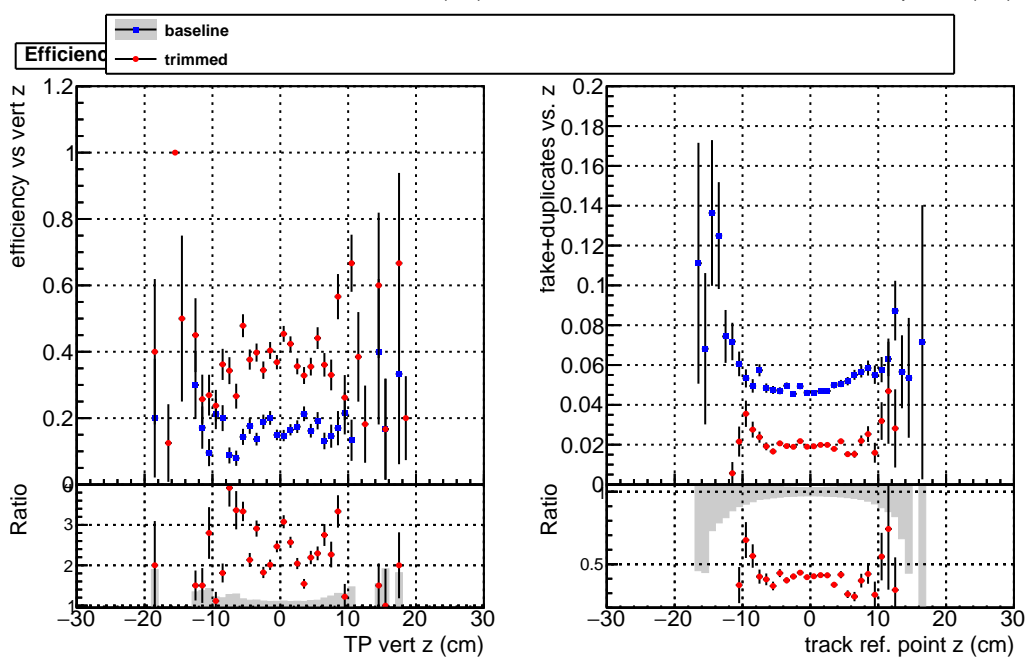 baseline
trimmed
efficiency vs vert z
1.2
1
0.8
0.6
0.4
0.2
0
−30 −20 −10 0 10 20 30
Ratio
3
2
1
TP vert z (cm)
fake+duplicates vs. z
0.2
0.18
0.16
0.14
0.12
0.1
0.08
0.06
0.04
0.02
0
−30 −20 −10 0 10 20 30
Ratio
0.5
track ref. point z (cm)